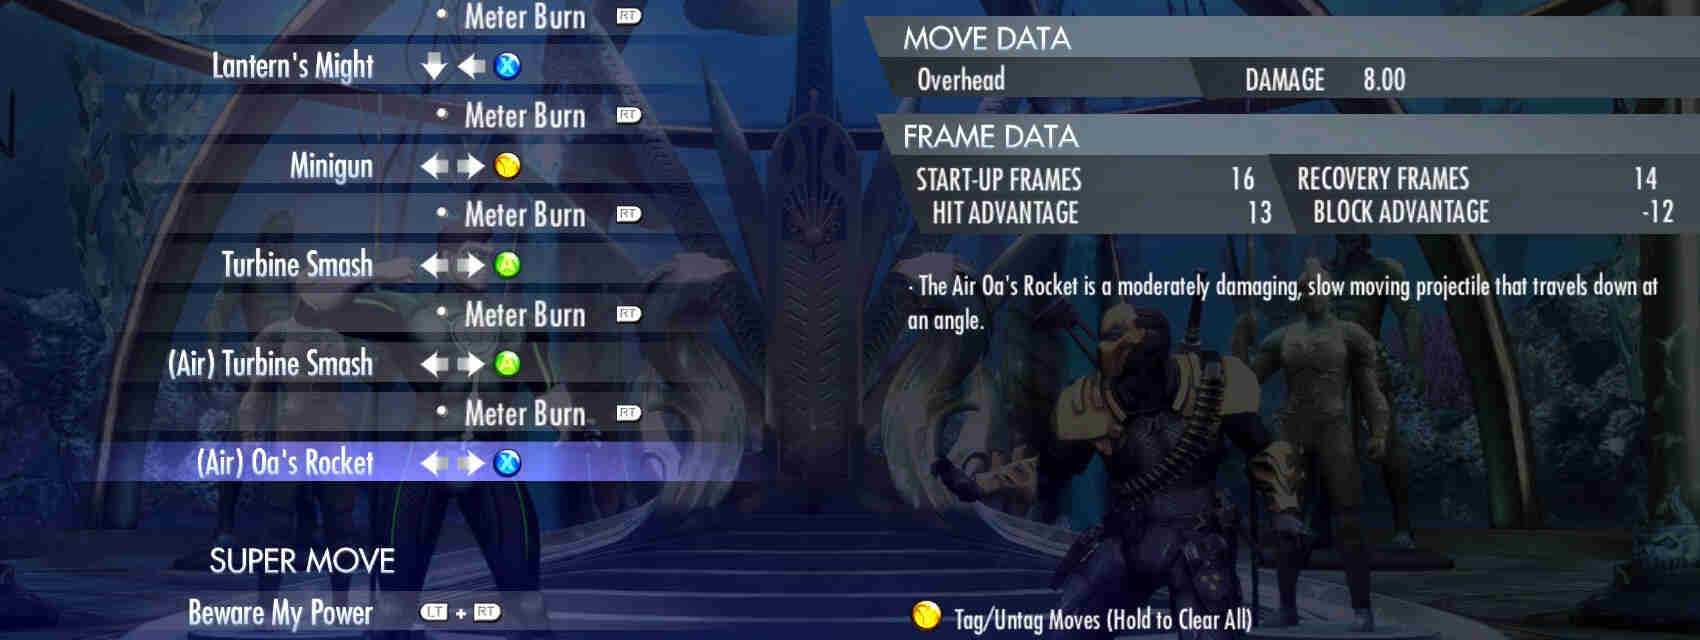 Meter Burn RT
Lantern's Might X
Meter Burn RT
Minigun Y
Meter Burn RT
Turbine Smash A
Meter Burn RT
(Air) Turbine Smash A
Meter Burn RT
(Air) Oa's Rocket X
SUPER MOVE
Beware My Power LT + RT
MOVE DATA
Overhead DAMAGE 8.00
FRAME DATA
START-UP FRAMES 16 RECOVERY FRAMES 14
HIT ADVANTAGE 13 BLOCK ADVANTAGE -12
· The Air Oa's Rocket is a moderately damaging, slow moving projectile that travels down at
an angle.
Y Tag/Untag Moves (Hold to Clear All)